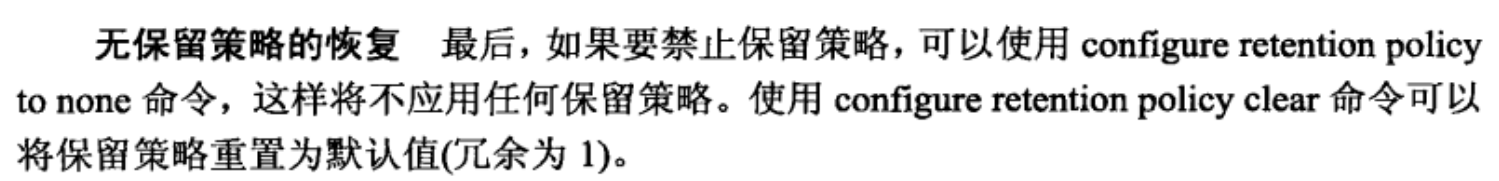 无保留策略的恢复 最后，如果要禁止保留策略，可以使用 configure retention policy
to none 命令，这样将不应用任何保留策略。使用 configure retention policy clear 命令可以
将保留策略重置为默认值(冗余为 1)。